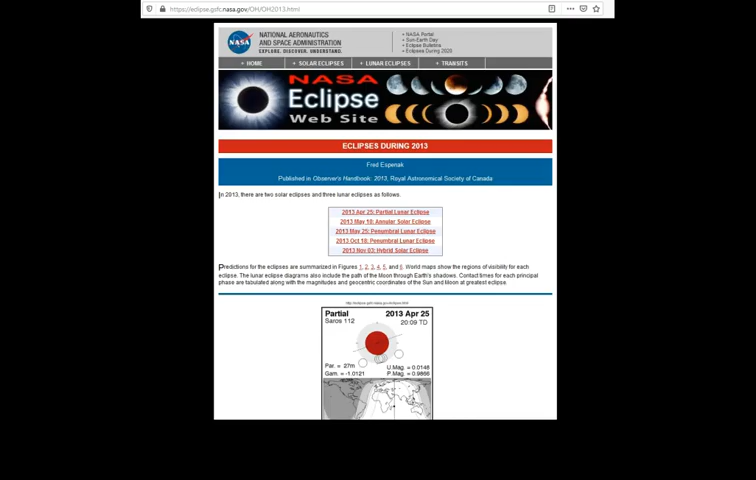 https://eclipse.gsfc.nasa.gov/OH/OH2013.html
NASA
NATIONAL AERONAUTICS
AND SPACE ADMINISTRATION
EXPLORE. DISCOVER. UNDERSTAND.
+ NASA Portal
+ Sun-Earth Day
+ Eclipse Bulletins
+ Eclipses During 2020
+ HOME + SOLAR ECLIPSES + LUNAR ECLIPSES + TRANSITS
NASA
Eclipse
Web Site
ECLIPSES DURING 2013
Fred Espenak
Published in Observer's Handbook: 2013, Royal Astronomical Society of Canada
In 2013, there are two solar eclipses and three lunar eclipses as follows.
2013 Apr 25: Partial Lunar Eclipse
2013 May 10: Annular Solar Eclipse
2013 May 25: Penumbral Lunar Eclipse
2013 Oct 18: Penumbral Lunar Eclipse
2013 Nov 03: Hybrid Solar Eclipse
Predictions for the eclipses are summarized in Figures 1, 2, 3, 4, 5, and 6. World maps show the regions of visibility for each
eclipse. The lunar eclipse diagrams also include the path of the Moon through Earth's shadows. Contact times for each principal
phase are tabulated along with the magnitudes and geocentric coordinates of the Sun and Moon at greatest eclipse.
Partial 2013 Apr 25
Saros 112 20:09 TD
Par. = 27m U.Mag = 0.0148
Gam. = -1.0121 P.Mag = 0.9866